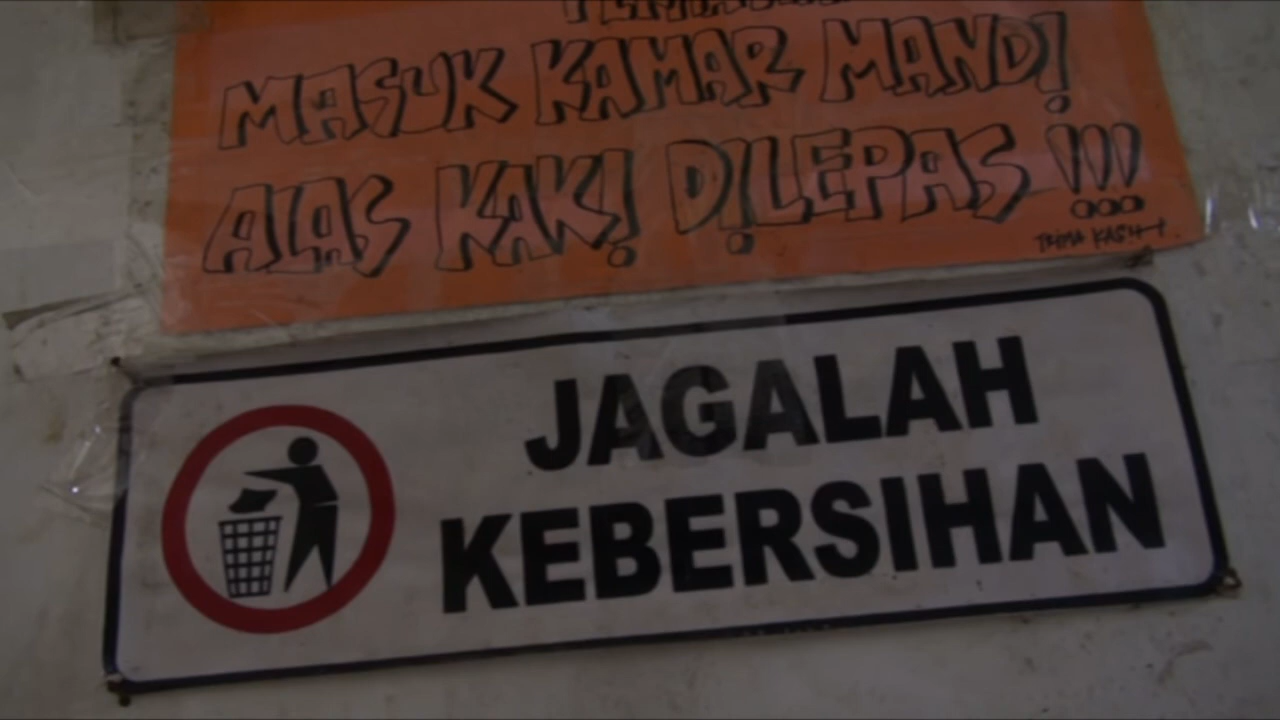 MASUK KAMAR MANDI
ALAS KAKI DILEPAS !!!
TRIMA KASIH
JAGALAH
KEBERSIHAN